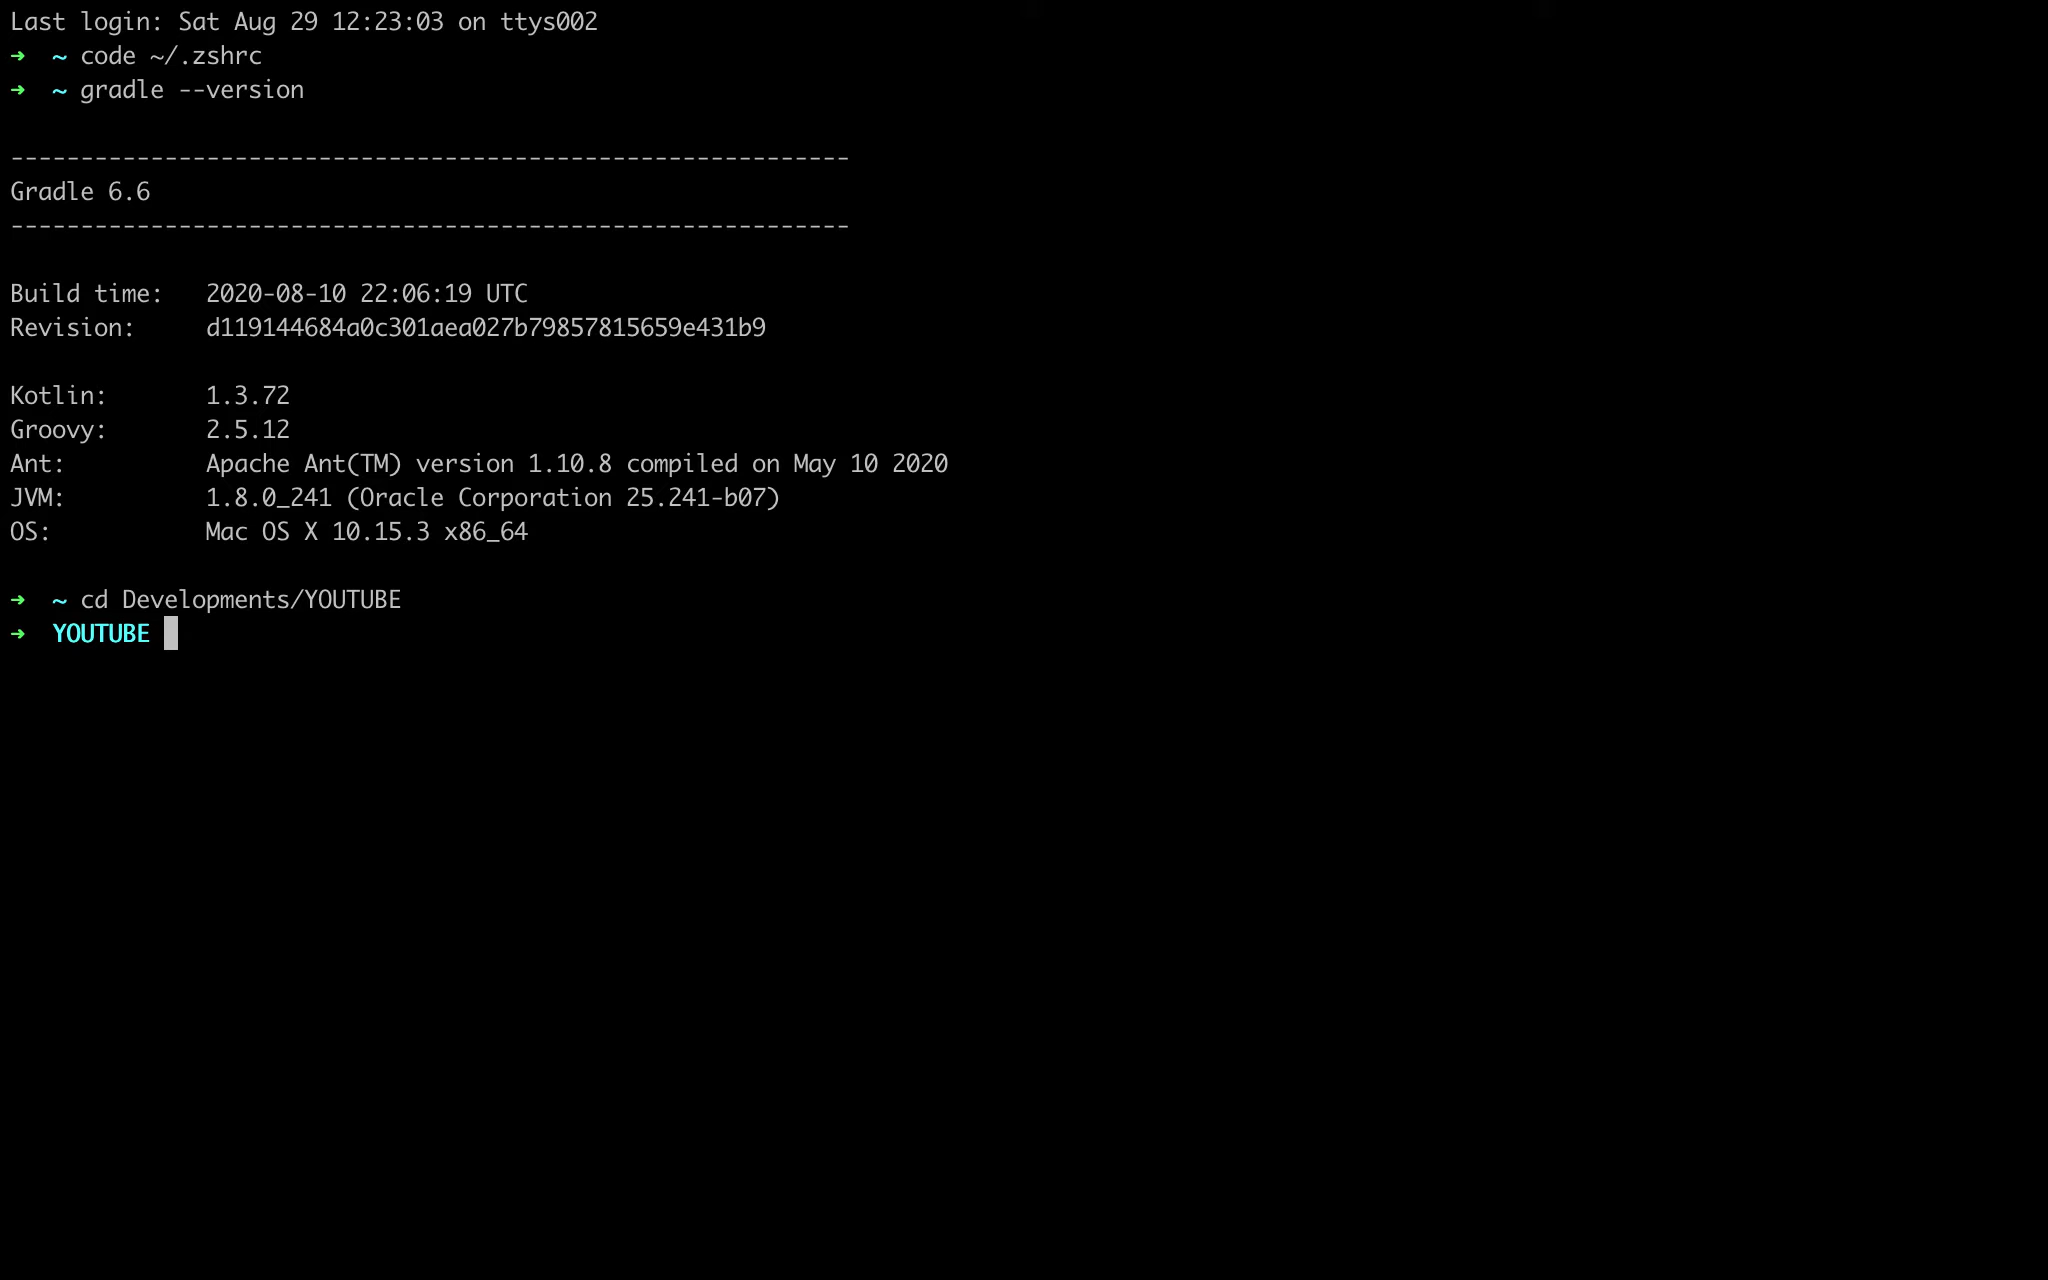 Last login: Sat Aug 29 12:23:03 on ttys002
➜  ~ code ~/.zshrc
➜  ~ gradle --version
------------------------------------------------------------
Gradle 6.6
------------------------------------------------------------
Build time:   2020-08-10 22:06:19 UTC
Revision:     d119144684a0c301aea027b79857815659e431b9
Kotlin:       1.3.72
Groovy:       2.5.12
Ant:          Apache Ant(TM) version 1.10.8 compiled on May 10 2020
JVM:          1.8.0_241 (Oracle Corporation 25.241-b07)
OS:           Mac OS X 10.15.3 x86_64
➜  ~ cd Developments/YOUTUBE
➜  YOUTUBE